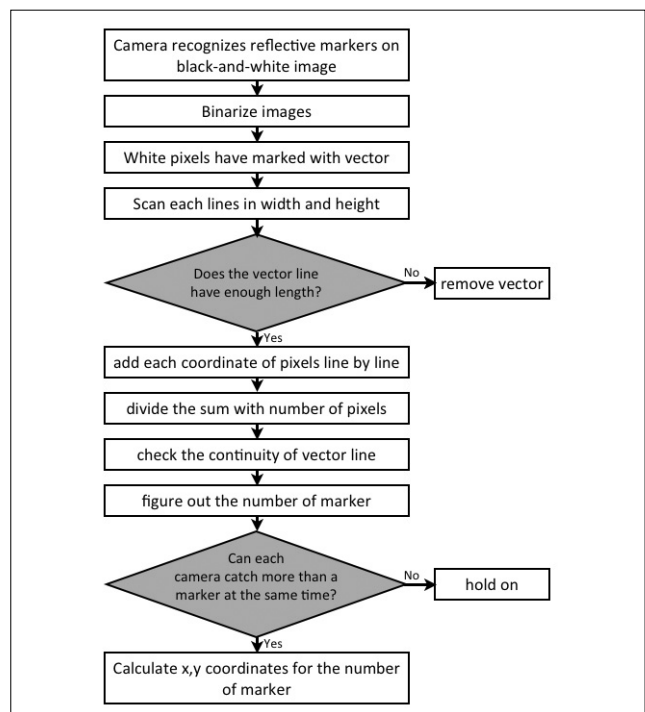 Camera recognizes reflective markers on
black-and-white image
Binarize images
White pixels have marked with vector
Scan each lines in width and height
Does the vector line
have enough length?
No
remove vector
Yes
add each coordinate of pixels line by line
divide the sum with number of pixels
check the continuity of vector line
figure out the number of marker
Can each
camera catch more than a
marker at the same time?
No
hold on
Yes
Calculate x,y coordinates for the number
of marker